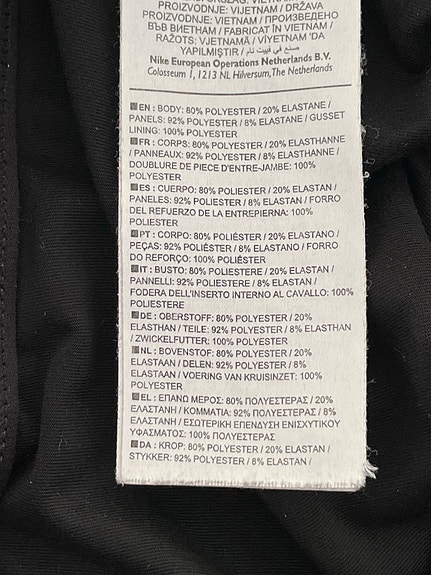 PROIZVODNJE: VIJETNAM / DRŽAVA
PROIZVODNJE: VIETNAM / ПРОИЗВЕДЕНО
ВЪВ ВИЕТНАМ / FABRICAT ÎN VIETNAM /
RAŽOTS: VJETNAMĀ / VİYETNAM 'DA
YAPILMIŞTIR / صنع في فييت نام
Nike European Operations Netherlands B.V.
Colosseum 1, 1213 NL Hilversum, The Netherlands
EN : BODY: 80% POLYESTER / 20% ELASTANE /
PANELS: 92% POLYESTER / 8% ELASTANE / GUSSET
LINING: 100% POLYESTER
FR : CORPS: 80% POLYESTER / 20% ELASTHANNE
/ PANNEAUX: 92% POLYESTER / 8% ELASTHANNE /
DOUBLURE DE PIECE D'ENTRE-JAMBE: 100%
POLYESTER
ES : CUERPO: 80% POLIESTER / 20% ELASTAN /
PANELES: 92% POLIESTER / 8% ELASTAN / FORRO
DEL REFUERZO DE LA ENTREPIERNA: 100%
POLIESTER
PT : CORPO: 80% POLIÉSTER / 20% ELASTANO /
PEÇAS: 92% POLIÉSTER / 8% ELASTANO / FORRO
DO REFORÇO: 100% POLIÉSTER
IT : BUSTO: 80% POLIESTERE / 20% ELASTAN /
PANNELLI: 92% POLIESTERE / 8% ELASTAN /
FODERA DELL'INSERTO INTERNO AL CAVALLO: 100%
POLIESTERE
DE : OBERSTOFF: 80% POLYESTER / 20%
ELASTHAN / TEILE: 92% POLYESTER / 8% ELASTHAN
/ ZWICKELFUTTER: 100% POLYESTER
NL : BOVENSTOF: 80% POLYESTER / 20%
ELASTAAN / DELEN: 92% POLYESTER / 8%
ELASTAAN / VOERING VAN KRUISINZET: 100%
POLYESTER
EL : ΕΠΑΝΩ ΜΕΡΟΣ: 80% ΠΟΛΥΕΣΤΕΡΑΣ / 20%
ΕΛΑΣΤΑΝΗ / ΚΟΜΜΑΤΙΑ: 92% ΠΟΛΥΕΣΤΕΡΑΣ / 8%
ΕΛΑΣΤΑΝΗ / ΕΣΩΤΕΡΙΚΗ ΕΠΕΝΔΥΣΗ ΕΝΙΣΧΥΤΙΚΟΥ
ΥΦΑΣΜΑΤΟΣ: 100% ΠΟΛΥΕΣΤΕΡΑΣ
DA : KROP: 80% POLYESTER / 20% ELASTAN /
STYKKER: 92% POLYESTER / 8% ELASTAN /